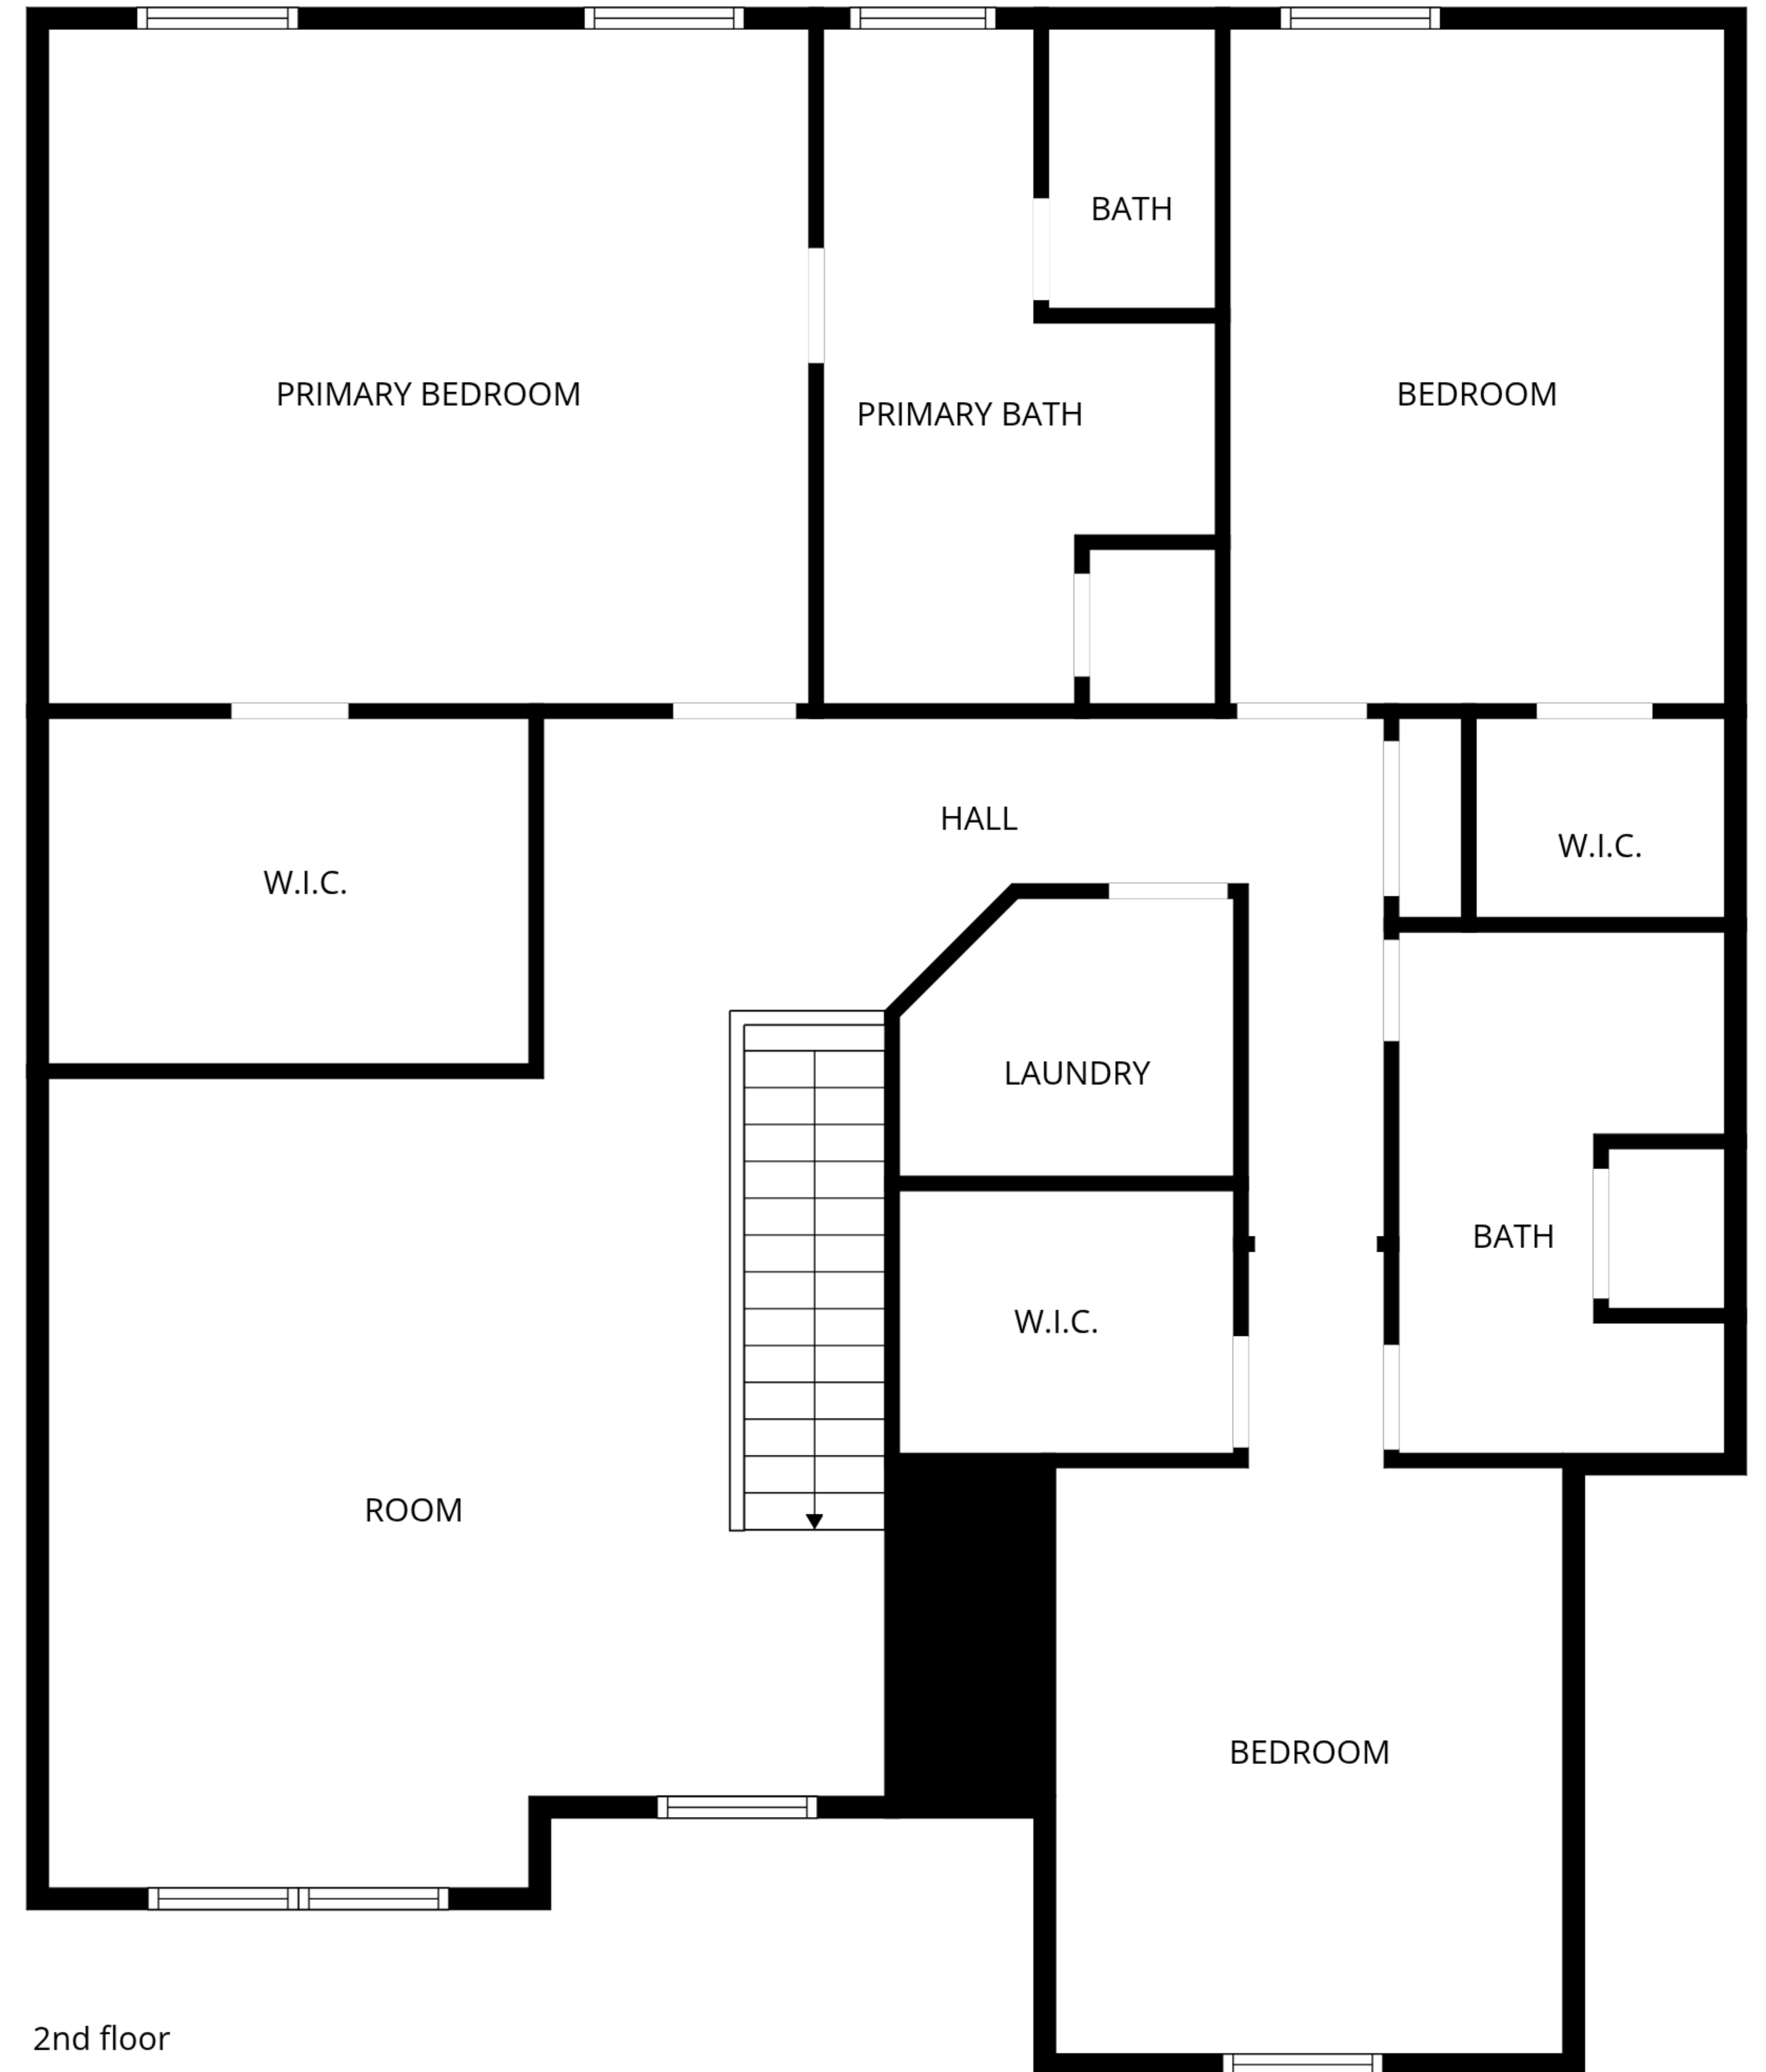 BATH
PRIMARY BEDROOM
PRIMARY BATH
BEDROOM
HALL
W.I.C.
W.I.C.
LAUNDRY
BATH
W.I.C.
ROOM
BEDROOM
2nd floor